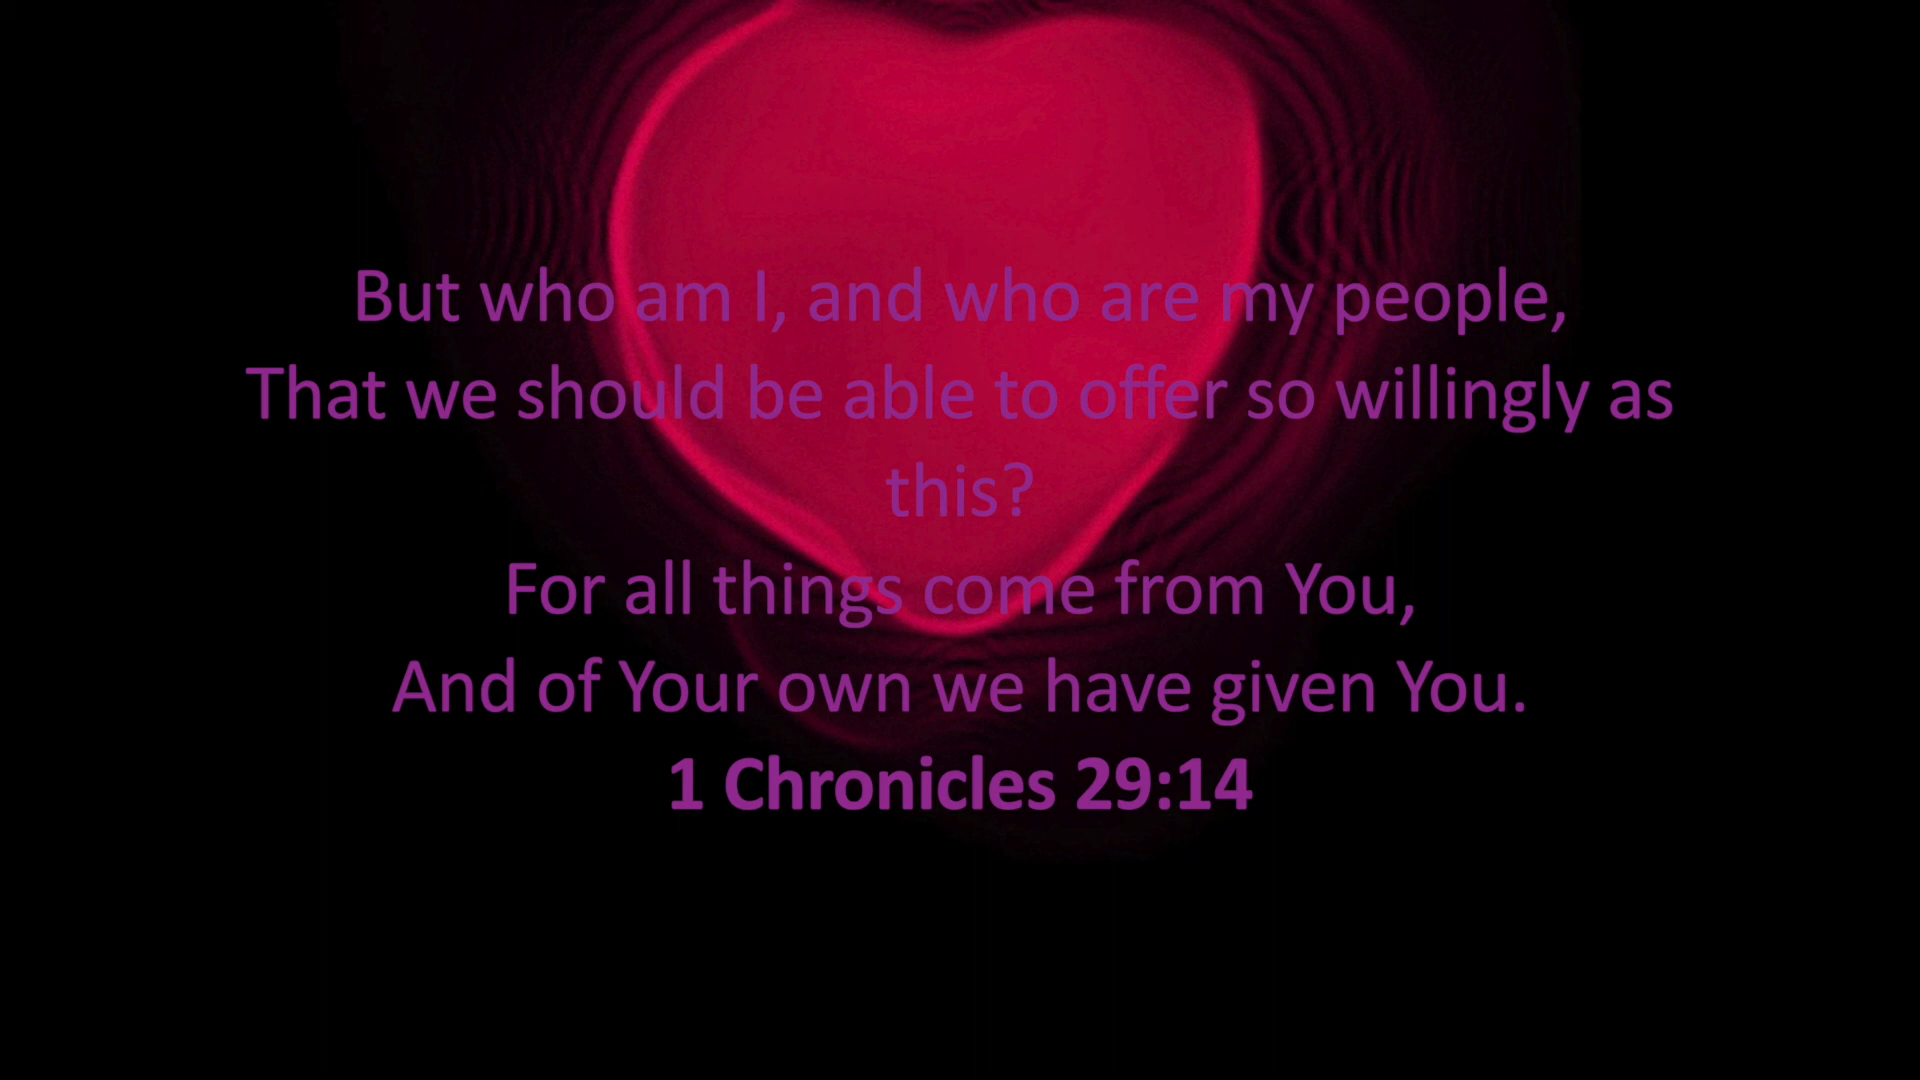 But who am I, and who are my people,
That we should be able to offer so willingly as
this?
For all things come from You,
And of Your own we have given You.
1 Chronicles 29:14